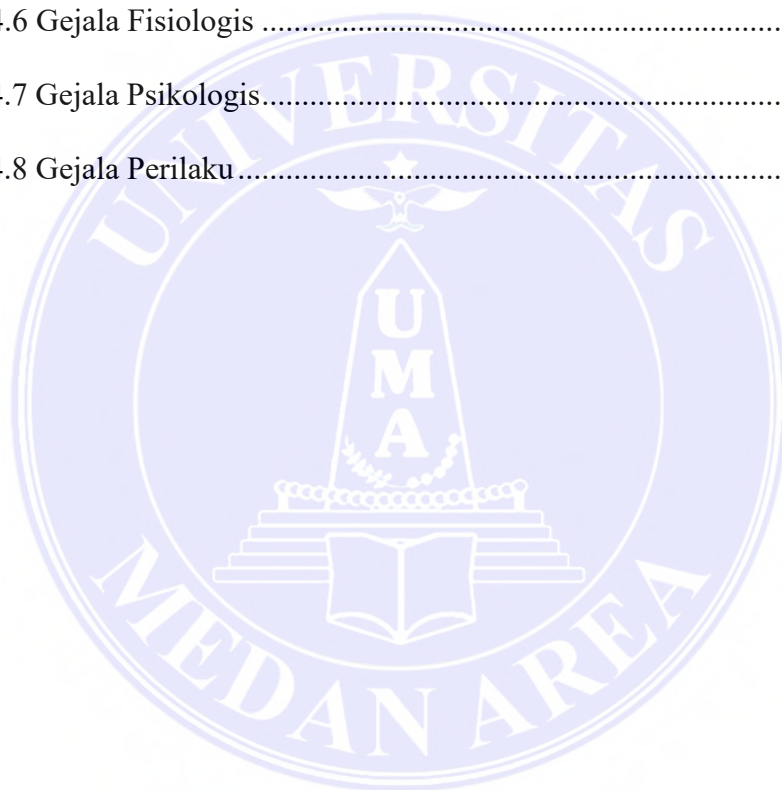 4.6 Gejala Fisiologis ................................................................
4.7 Gejala Psikologis................................................................
4.8 Gejala Perilaku...................................................................
UNIVERSITAS
UMA
MEDAN AREA